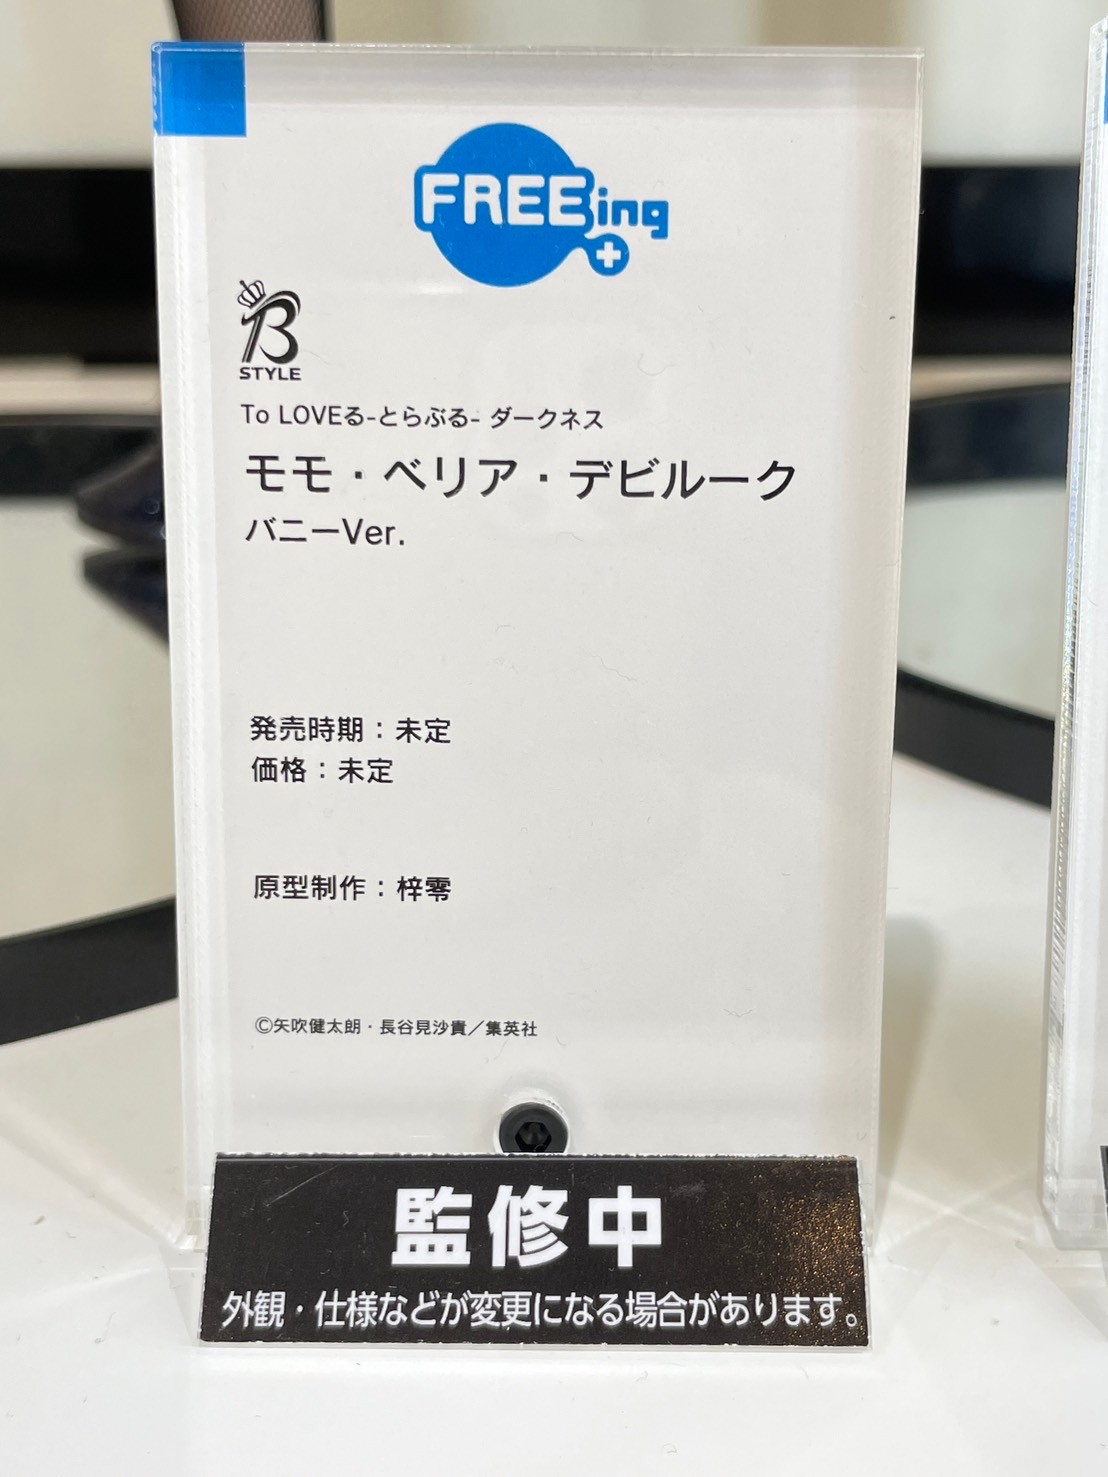 FREEing
B
STYLE
To LOVEる-とらぶる- ダークネス
モモ・ベリア・デビルーク
バニーVer.
発売時期：未定
価格：未定
原型制作：梓零
©矢吹健太朗・長谷見沙貴／集英社
監修中
外観・仕様などが変更になる場合があります。